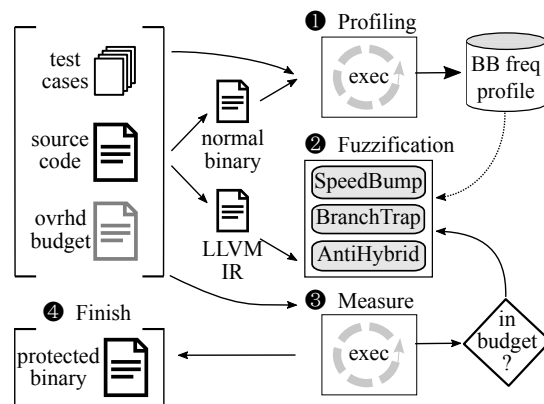 ❶ Profiling
test
cases
exec
BB freq
profile
source
code
normal
binary
❷ Fuzzification
SpeedBump
BranchTrap
AntiHybrid
ovrhd
budget
LLVM
IR
❹ Finish
❸ Measure
protected
binary
exec
in
budget
?